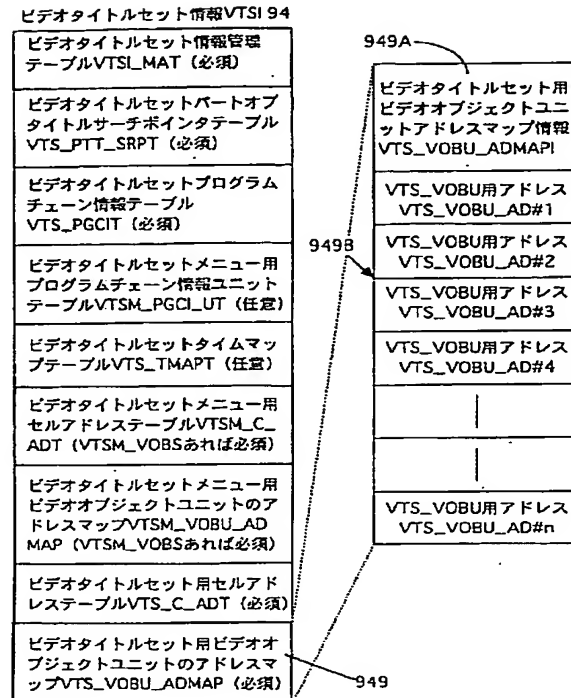 ビデオタイトルセット情報VTSI 94
ビデオタイトルセット情報管理
テーブルVTSI_MAT（必須）
ビデオタイトルセットパートオブ
タイトルサーチポインタテーブル
VTS_PTT_SRPT（必須）
ビデオタイトルセットプログラム
チェーン情報テーブル
VTS_PGCIT（必須）
ビデオタイトルセットメニュー用
プログラムチェーン情報ユニット
テーブルVTSM_PGCI_UT（任意）
ビデオタイトルセットタイムマッ
プテーブルVTS_TMAPT（任意）
ビデオタイトルセットメニュー用
セルアドレステーブルVTSM_C_
ADT（VTSM_VOBSあれば必須）
ビデオタイトルセットメニュー用
ビデオオブジェクトユニットのア
ドレスマップVTSM_VOBU_AD
MAP（VTSM_VOBSあれば必須）
ビデオタイトルセット用セルアド
レステーブルVTS_C_ADT（必須）
ビデオタイトルセット用ビデオオ
ブジェクトユニットのアドレスマ
ップVTS_VOBU_ADMAP（必須）
949
949A
ビデオタイトルセット用
ビデオオブジェクトユニ
ットアドレスマップ情報
VTS_VOBU_ADMAPI
949B
VTS_VOBU用アドレス
VTS_VOBU_AD#1
VTS_VOBU用アドレス
VTS_VOBU_AD#2
VTS_VOBU用アドレス
VTS_VOBU_AD#3
VTS_VOBU用アドレス
VTS_VOBU_AD#4
VTS_VOBU用アドレス
VTS_VOBU_AD#n